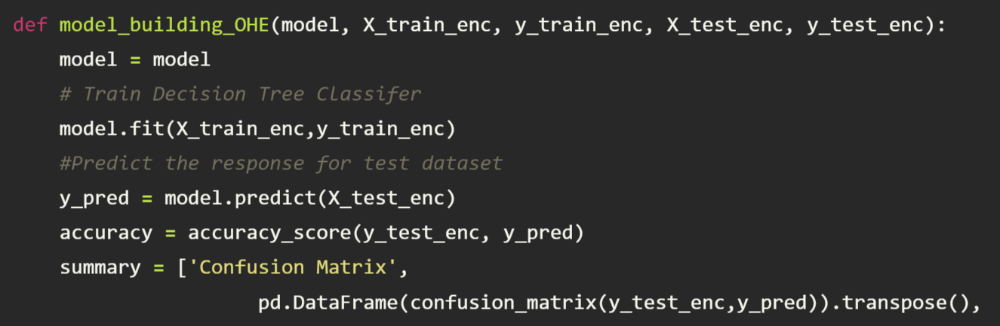 def model_building_OHE(model, X_train_enc, y_train_enc, X_test_enc, y_test_enc):
    model = model
    # Train Decision Tree Classifer
    model.fit(X_train_enc,y_train_enc)
    #Predict the response for test dataset
    y_pred = model.predict(X_test_enc)
    accuracy = accuracy_score(y_test_enc, y_pred)
    summary = ['Confusion Matrix',
                     pd.DataFrame(confusion_matrix(y_test_enc,y_pred)).transpose(),